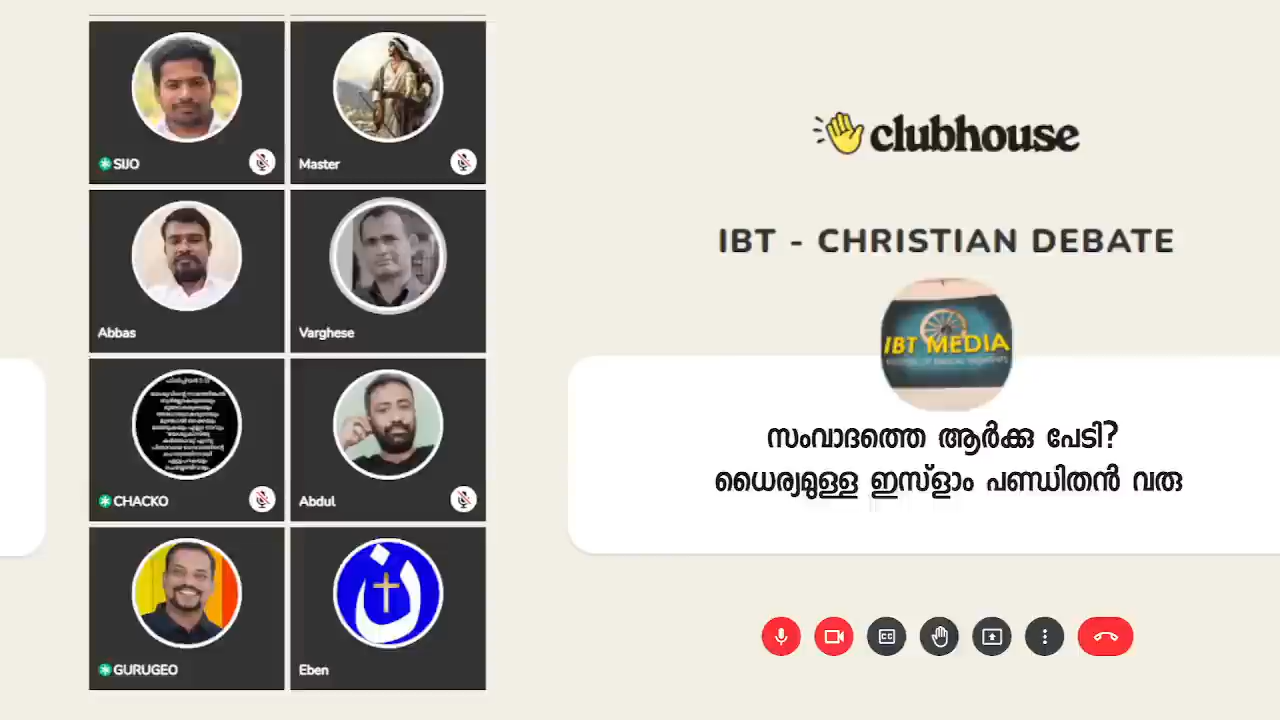 SIJO
Master
Abbas
Varghese
CHACKO
Abdul
GURUGEO
Eben
clubhouse
IBT - CHRISTIAN DEBATE
IBT MEDIA
സംവാദത്തെ ആർക്കു പേടി?
ധൈര്യമുള്ള ഇസ്ളാം പണ്ഡിതൻ വരു
CC